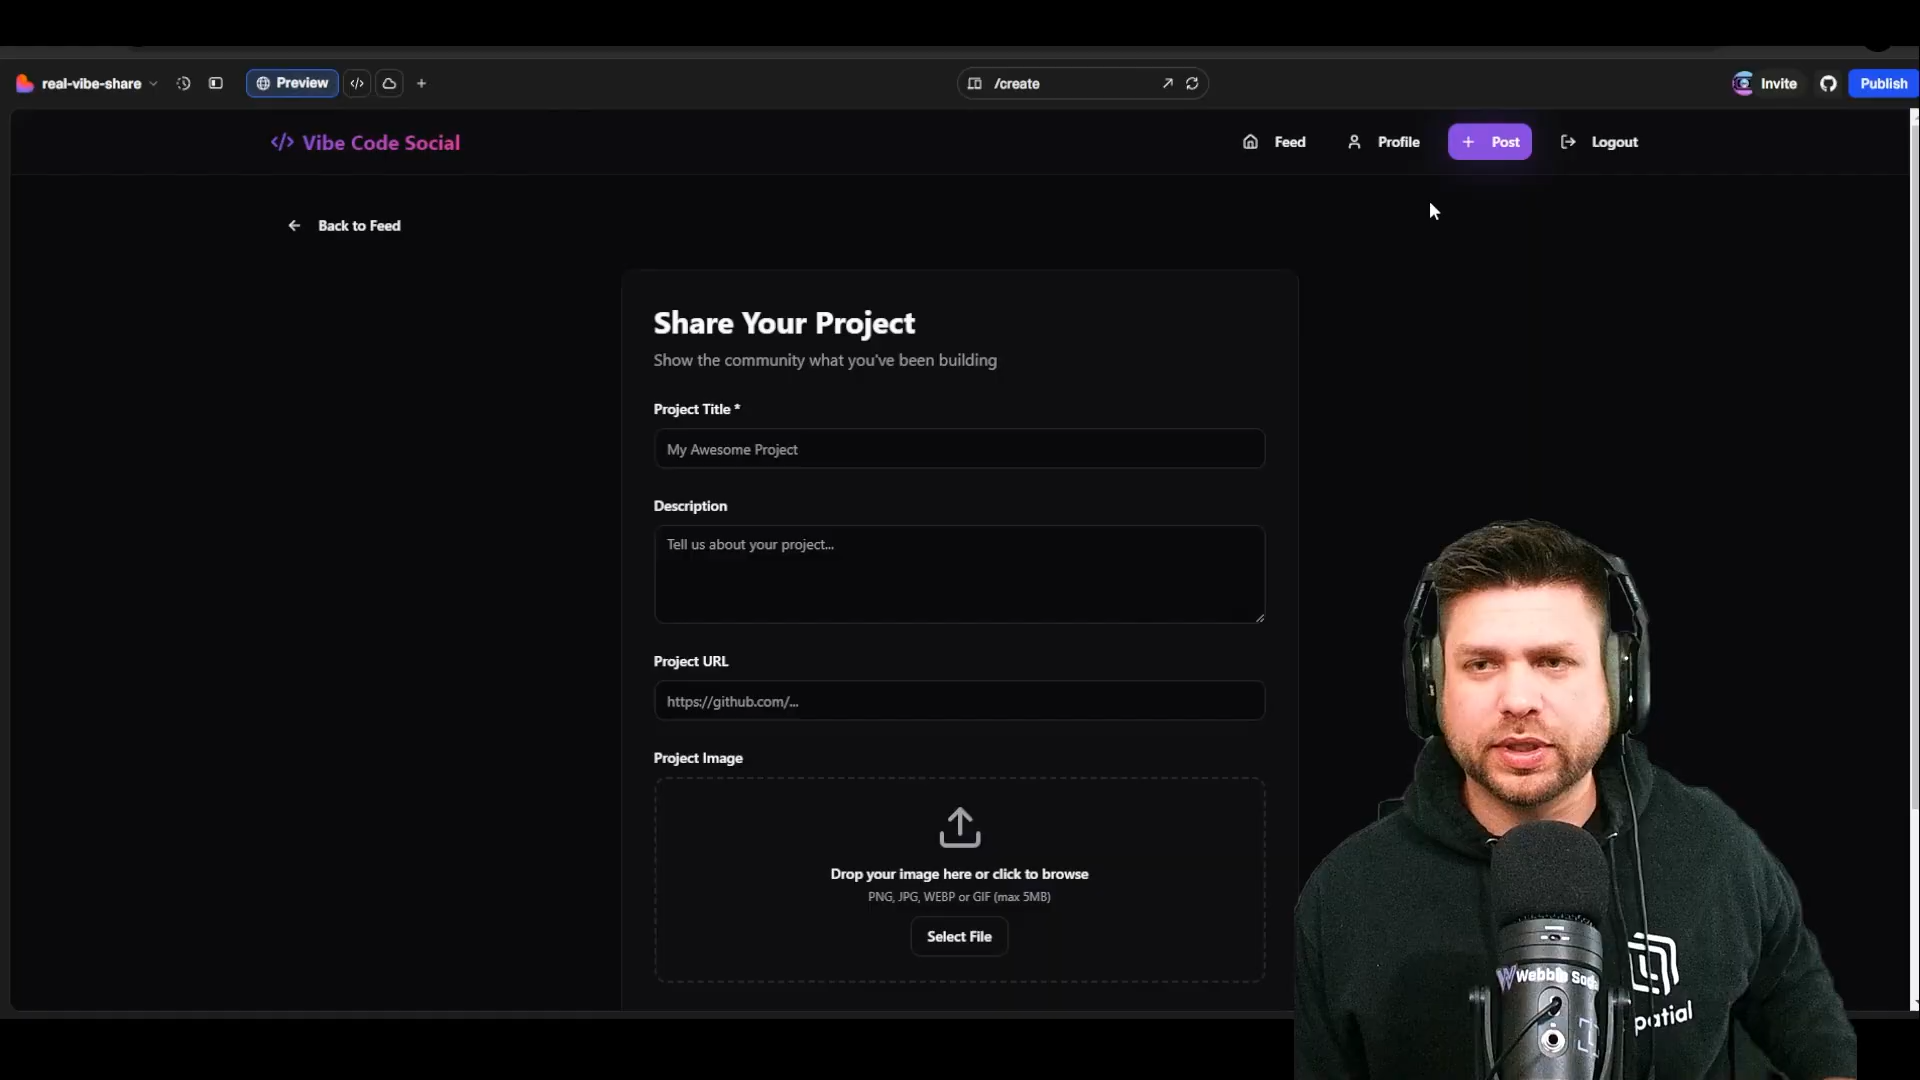 real-vibe-share
Preview
/create
Invite
Publish
</> Vibe Code Social
Feed
Profile
+ Post
Logout
Back to Feed
Share Your Project
Show the community what you've been building
Project Title *
My Awesome Project
Description
Tell us about your project...
Project URL
https://github.com/...
Project Image
Drop your image here or click to browse
PNG, JPG, WEBP or GIF (max 5MB)
Select File
patial